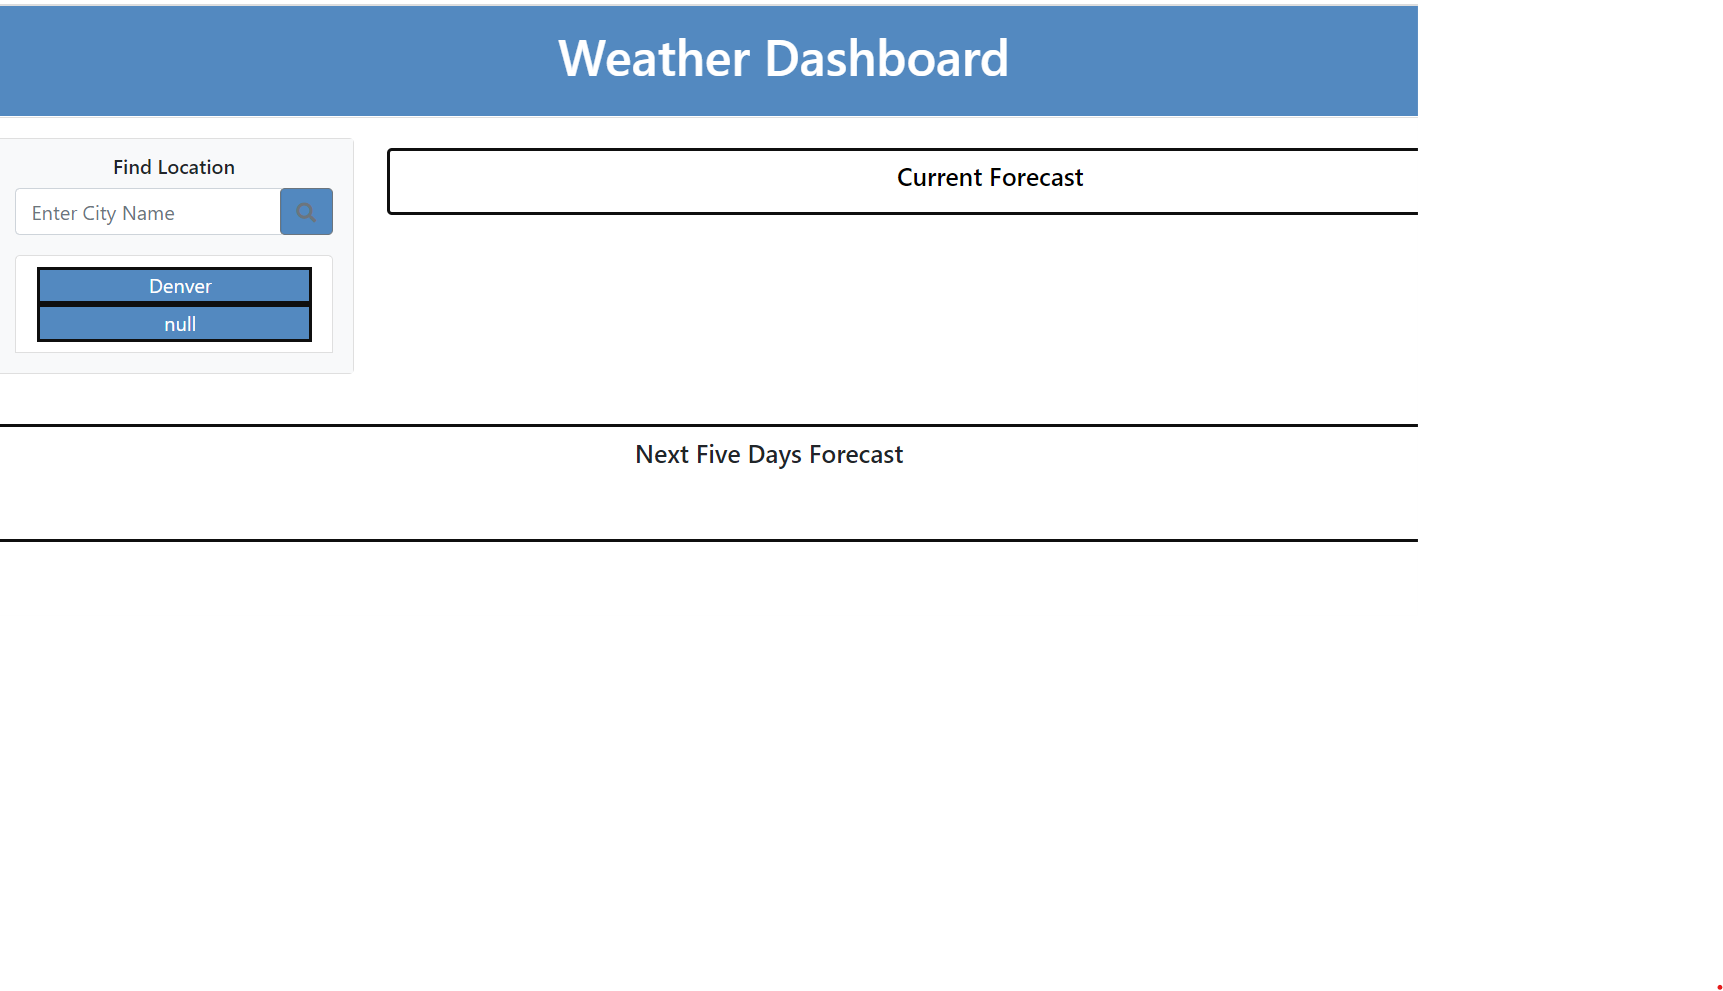 Weather Dashboard
Find Location
Enter City Name
Denver
null
Current Forecast
Next Five Days Forecast